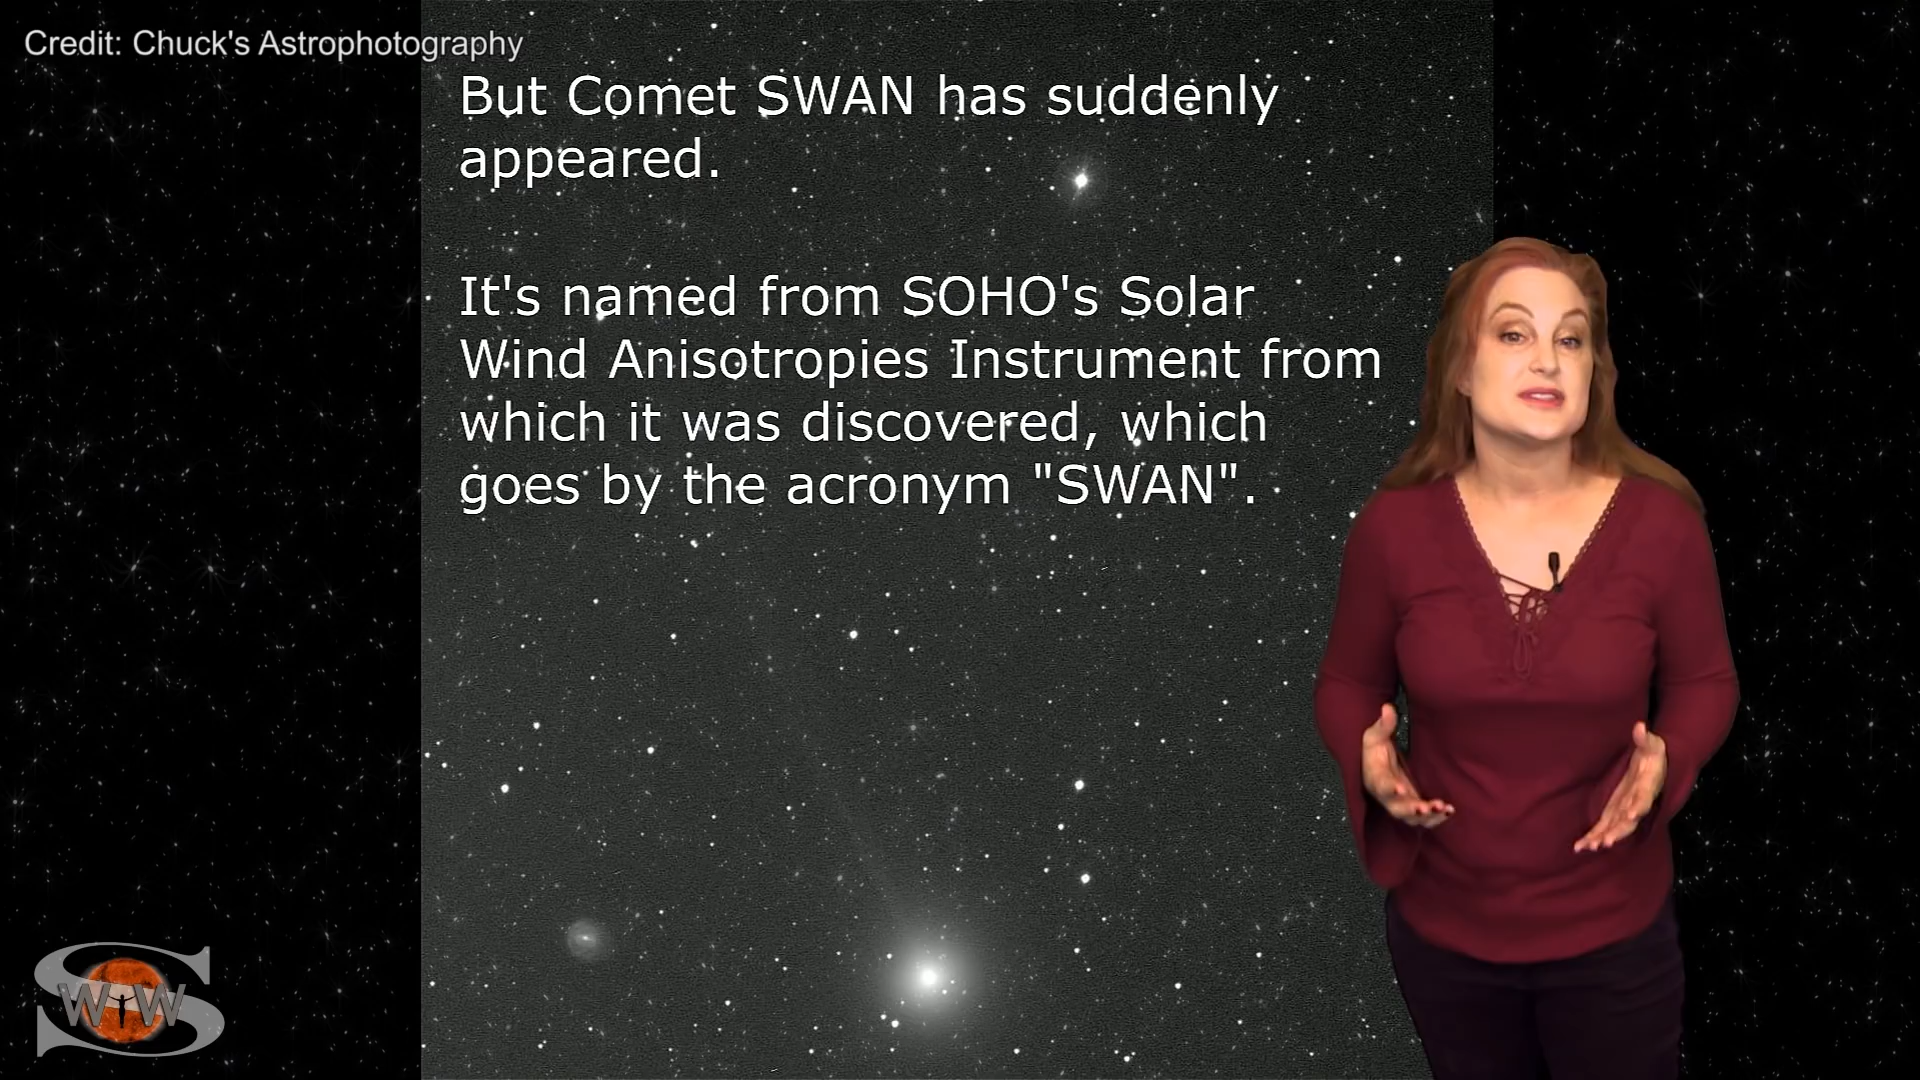 Credit: Chuck's Astrophotography
But Comet SWAN has suddenly
appeared.
It's named from SOHO's Solar
Wind Anisotropies Instrument from
which it was discovered, which
goes by the acronym "SWAN".
S
WW